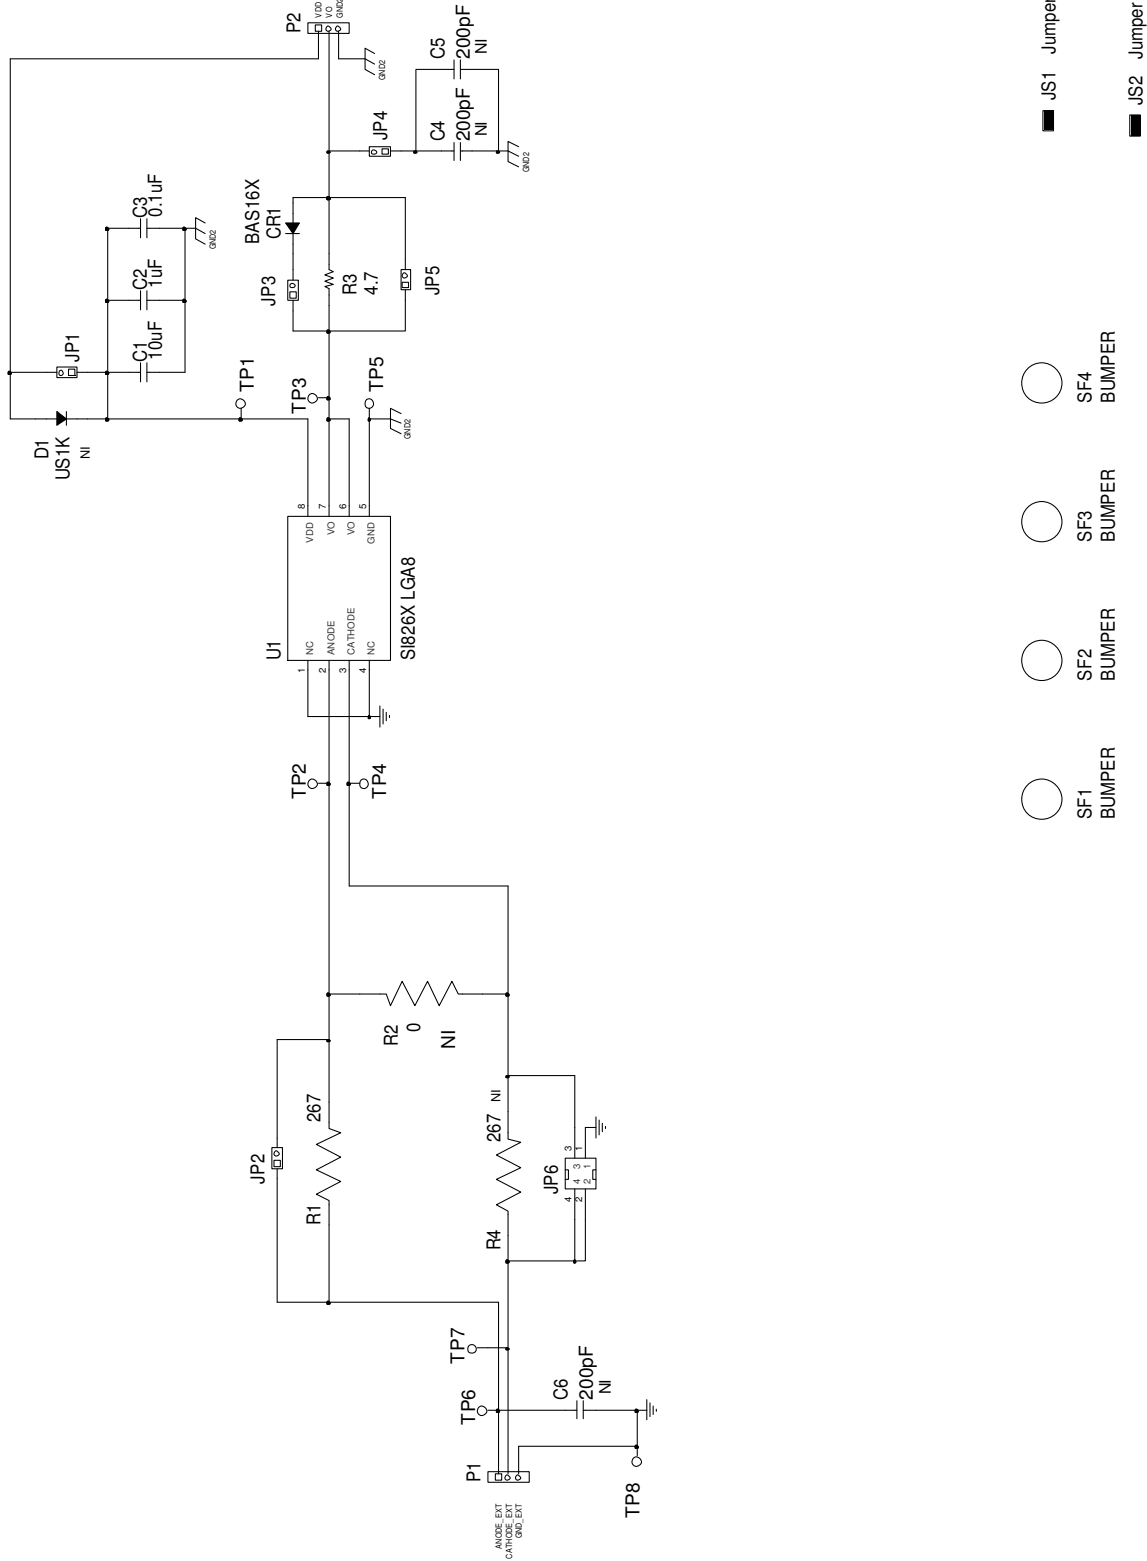 P2
VDD
VO
GND2
GND2
C5
200pF
NI
C4
200pF
NI
JP4
GND2
JS1 Jumper
JS2 Jumper
C3
0.1uF
C2
1uF
C1
10uF
GND2
JP1
D1
US1K
NI
BAS16X
CR1
JP3
R3
4.7
JP5
TP1
TP3
TP5
GND2
U1
1 NC
2 ANODE
3 CATHODE
4 NC
VDD 8
VO 7
VO 6
GND 5
SI826X LGA8
TP2
TP4
SF4
BUMPER
SF3
BUMPER
SF2
BUMPER
SF1
BUMPER
R2
0
NI
JP2
R1
267
R4
267
NI
JP6
4
2
4 3
2 1
3
1
TP7
TP6
C6
200pF
NI
P1
ANODE_EXT
CATHODE_EXT
GND_EXT
TP8